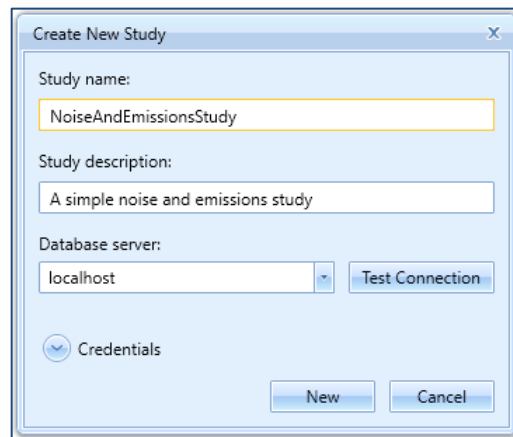 Create New Study
Study name:
NoiseAndEmissionsStudy
Study description:
A simple noise and emissions study
Database server:
localhost
Test Connection
Credentials
New
Cancel